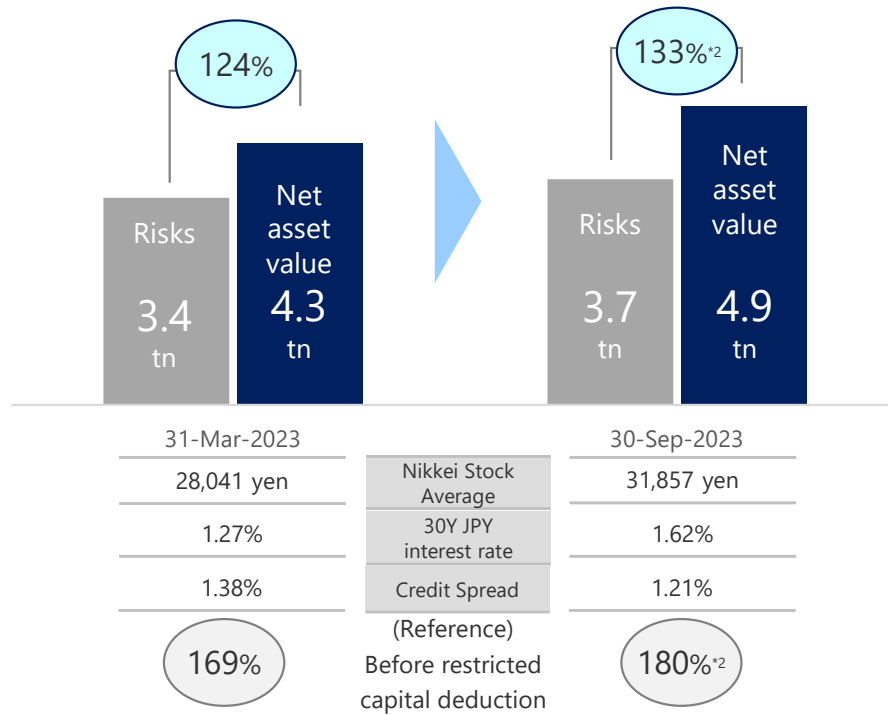 124%
133%*2
Risks
3.4
tn
Net
asset
value
4.3
tn
Risks
3.7
tn
Net
asset
value
4.9
tn
31-Mar-2023
30-Sep-2023
28,041 yen
Nikkei Stock
Average
31,857 yen
1.27%
30Y JPY
interest rate
1.62%
1.38%
Credit Spread
1.21%
169%
(Reference)
Before restricted
capital deduction
180%*2